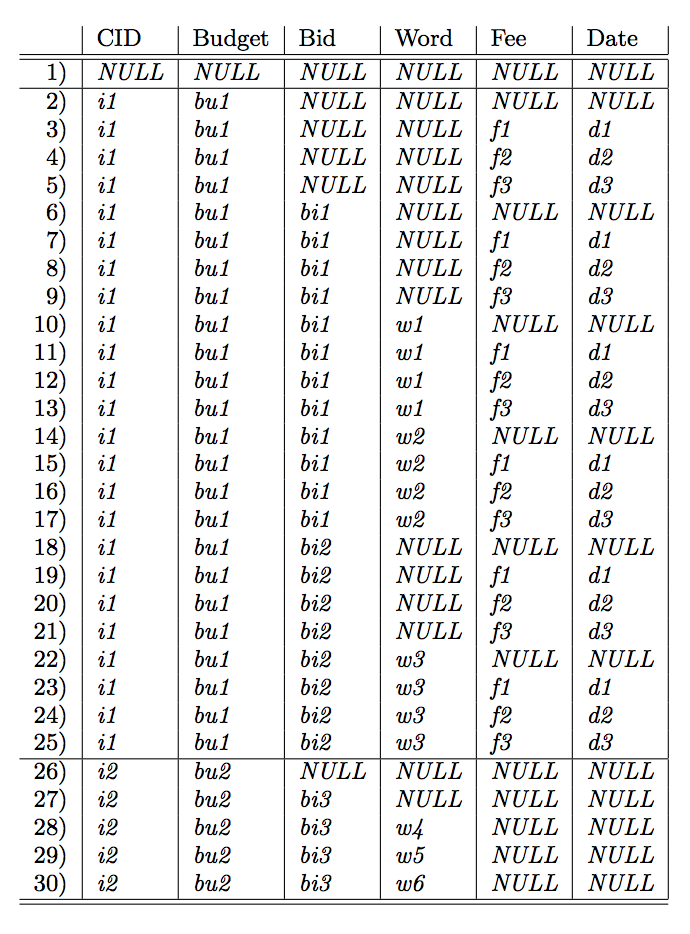 CID Budget Bid Word Fee Date
1) NULL NULL NULL NULL NULL NULL
2) i1 bu1 NULL NULL NULL NULL
3) i1 bu1 NULL NULL f1 d1
4) i1 bu1 NULL NULL f2 d2
5) i1 bu1 NULL NULL f3 d3
6) i1 bu1 bi1 NULL NULL NULL
7) i1 bu1 bi1 NULL f1 d1
8) i1 bu1 bi1 NULL f2 d2
9) i1 bu1 bi1 NULL f3 d3
10) i1 bu1 bi1 w1 NULL NULL
11) i1 bu1 bi1 w1 f1 d1
12) i1 bu1 bi1 w1 f2 d2
13) i1 bu1 bi1 w1 f3 d3
14) i1 bu1 bi1 w2 NULL NULL
15) i1 bu1 bi1 w2 f1 d1
16) i1 bu1 bi1 w2 f2 d2
17) i1 bu1 bi1 w2 f3 d3
18) i1 bu1 bi2 NULL NULL NULL
19) i1 bu1 bi2 NULL f1 d1
20) i1 bu1 bi2 NULL f2 d2
21) i1 bu1 bi2 NULL f3 d3
22) i1 bu1 bi2 w3 NULL NULL
23) i1 bu1 bi2 w3 f1 d1
24) i1 bu1 bi2 w3 f2 d2
25) i1 bu1 bi2 w3 f3 d3
26) i2 bu2 NULL NULL NULL NULL
27) i2 bu2 bi3 NULL NULL NULL
28) i2 bu2 bi3 w4 NULL NULL
29) i2 bu2 bi3 w5 NULL NULL
30) i2 bu2 bi3 w6 NULL NULL